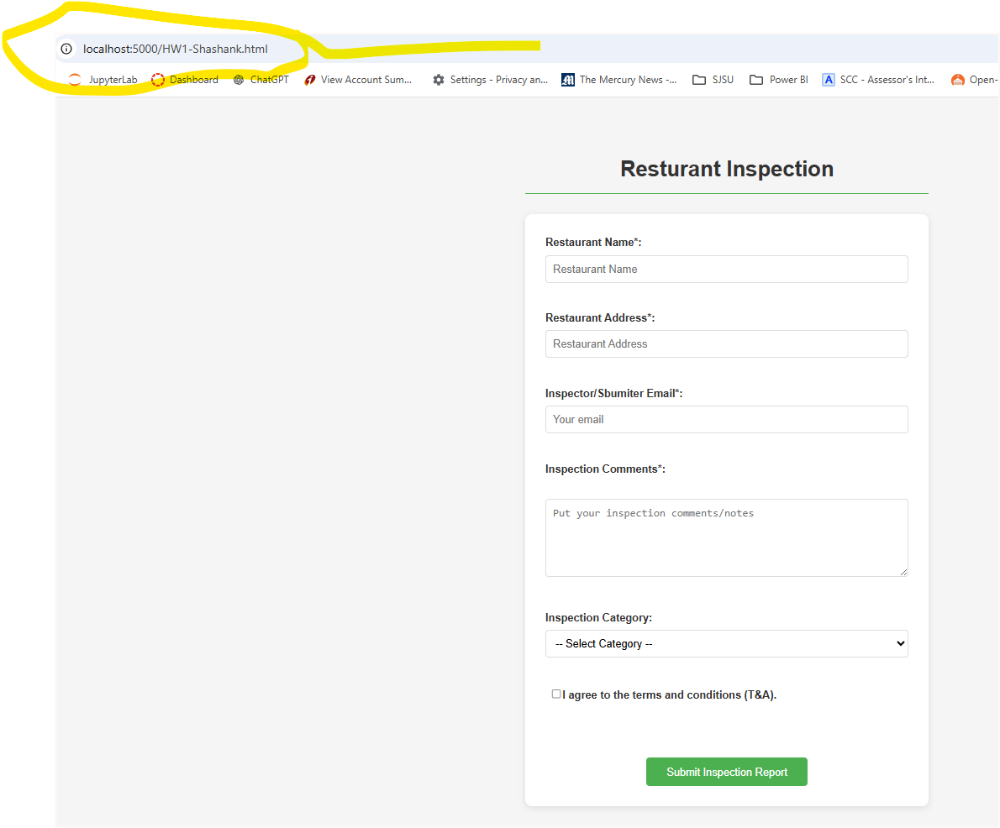 localhost:5000/HW1-Shashank.html
JupyterLab Dashboard ChatGPT View Account Sum... Settings - Privacy an... The Mercury News -... SJSU Power BI A SCC - Assessor's Int... Open-
Resturant Inspection
Restaurant Name*:
Restaurant Name
Restaurant Address*:
Restaurant Address
Inspector/Sbumiter Email*:
Your email
Inspection Comments*:
Put your inspection comments/notes
Inspection Category:
-- Select Category --
I agree to the terms and conditions (T&A).
Submit Inspection Report